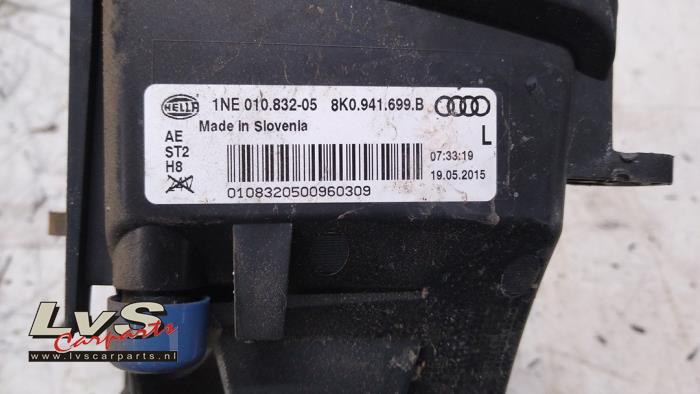 HELLA 1NE 010.832-05 8K0.941.699.B
Made in Slovenia L
AE
ST2
H8
24V
07:33:19
19.05.2015
0108320500960309
LvS
Carparts
www.lvscarparts.nl